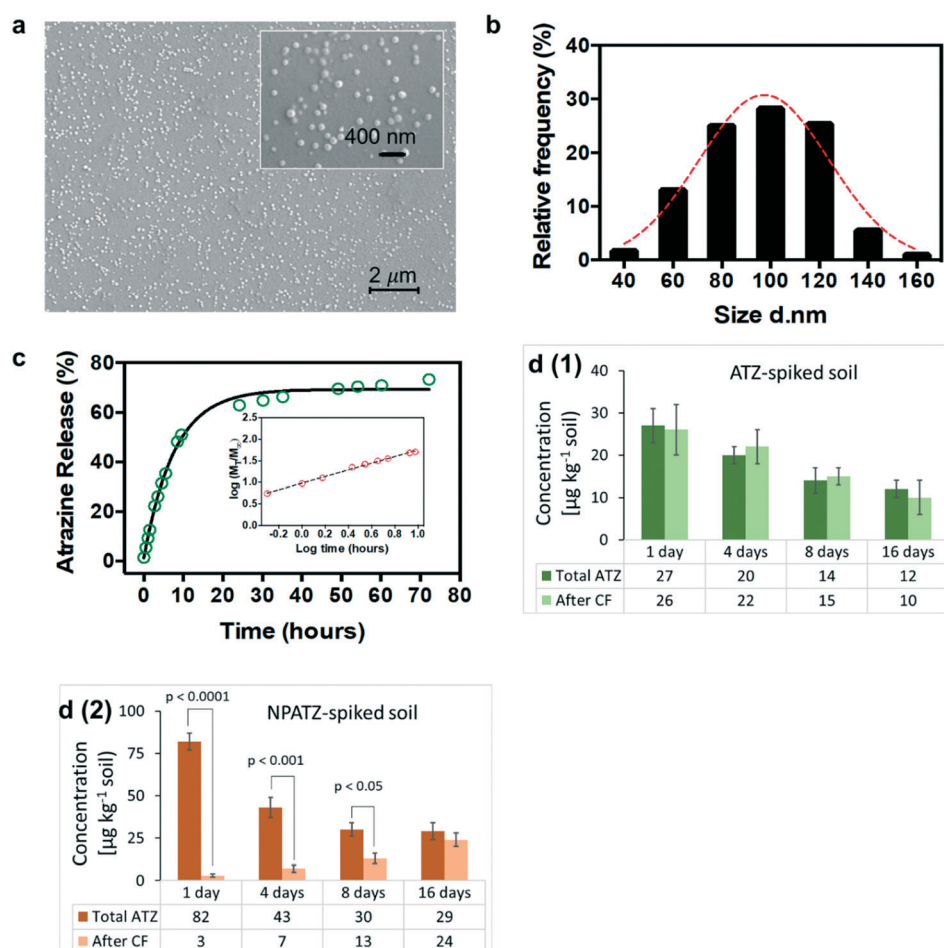 a
400 nm
2 μm
b
Relative frequency (%)
40
30
20
10
0
40 60 80 100 120 140 160
Size d.nm
c
Atrazine Release (%)
80
60
40
20
0
0 10 20 30 40 50 60 70 80
Time (hours)
log (Mₜ/M∞)
2.5
2.0
1.5
1.0
0.5
0.0
-0.2 0.0 0.2 0.4 0.6 0.8 1.0
Log time (hours)
d (1)
ATZ-spiked soil
Concentration
[µg kg⁻¹ soil)
40
30
20
10
0
1 day 4 days 8 days 16 days
Total ATZ 27 20 14 12
After CF 26 22 15 10
d (2)
NPATZ-spiked soil
p < 0.0001
p < 0.001
p < 0.05
Concentration
[µg kg⁻¹ soil)
100
75
50
25
0
1 day 4 days 8 days 16 days
Total ATZ 82 43 30 29
After CF 3 7 13 24